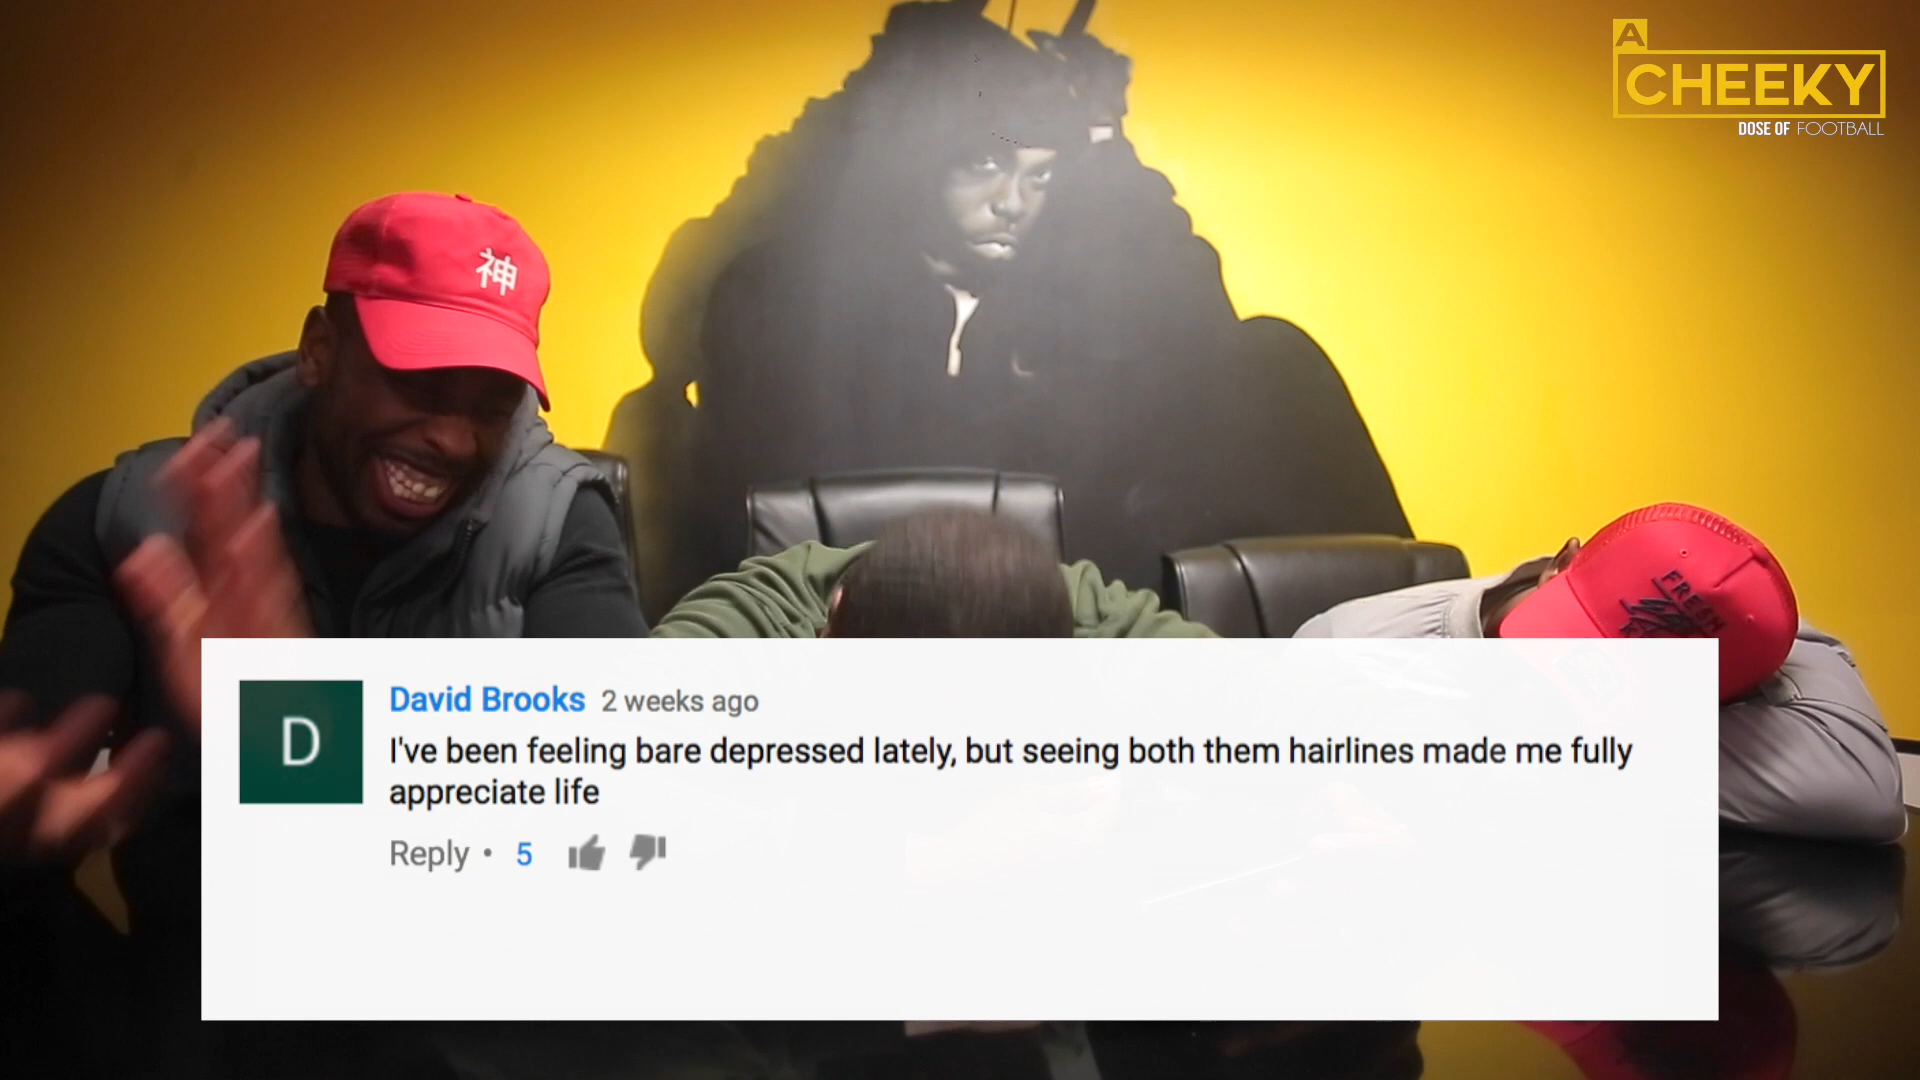 A
CHEEKY
DOSE OF FOOTBALL
神
FRESH
D
David Brooks 2 weeks ago
I've been feeling bare depressed lately, but seeing both them hairlines made me fully
appreciate life
Reply • 5